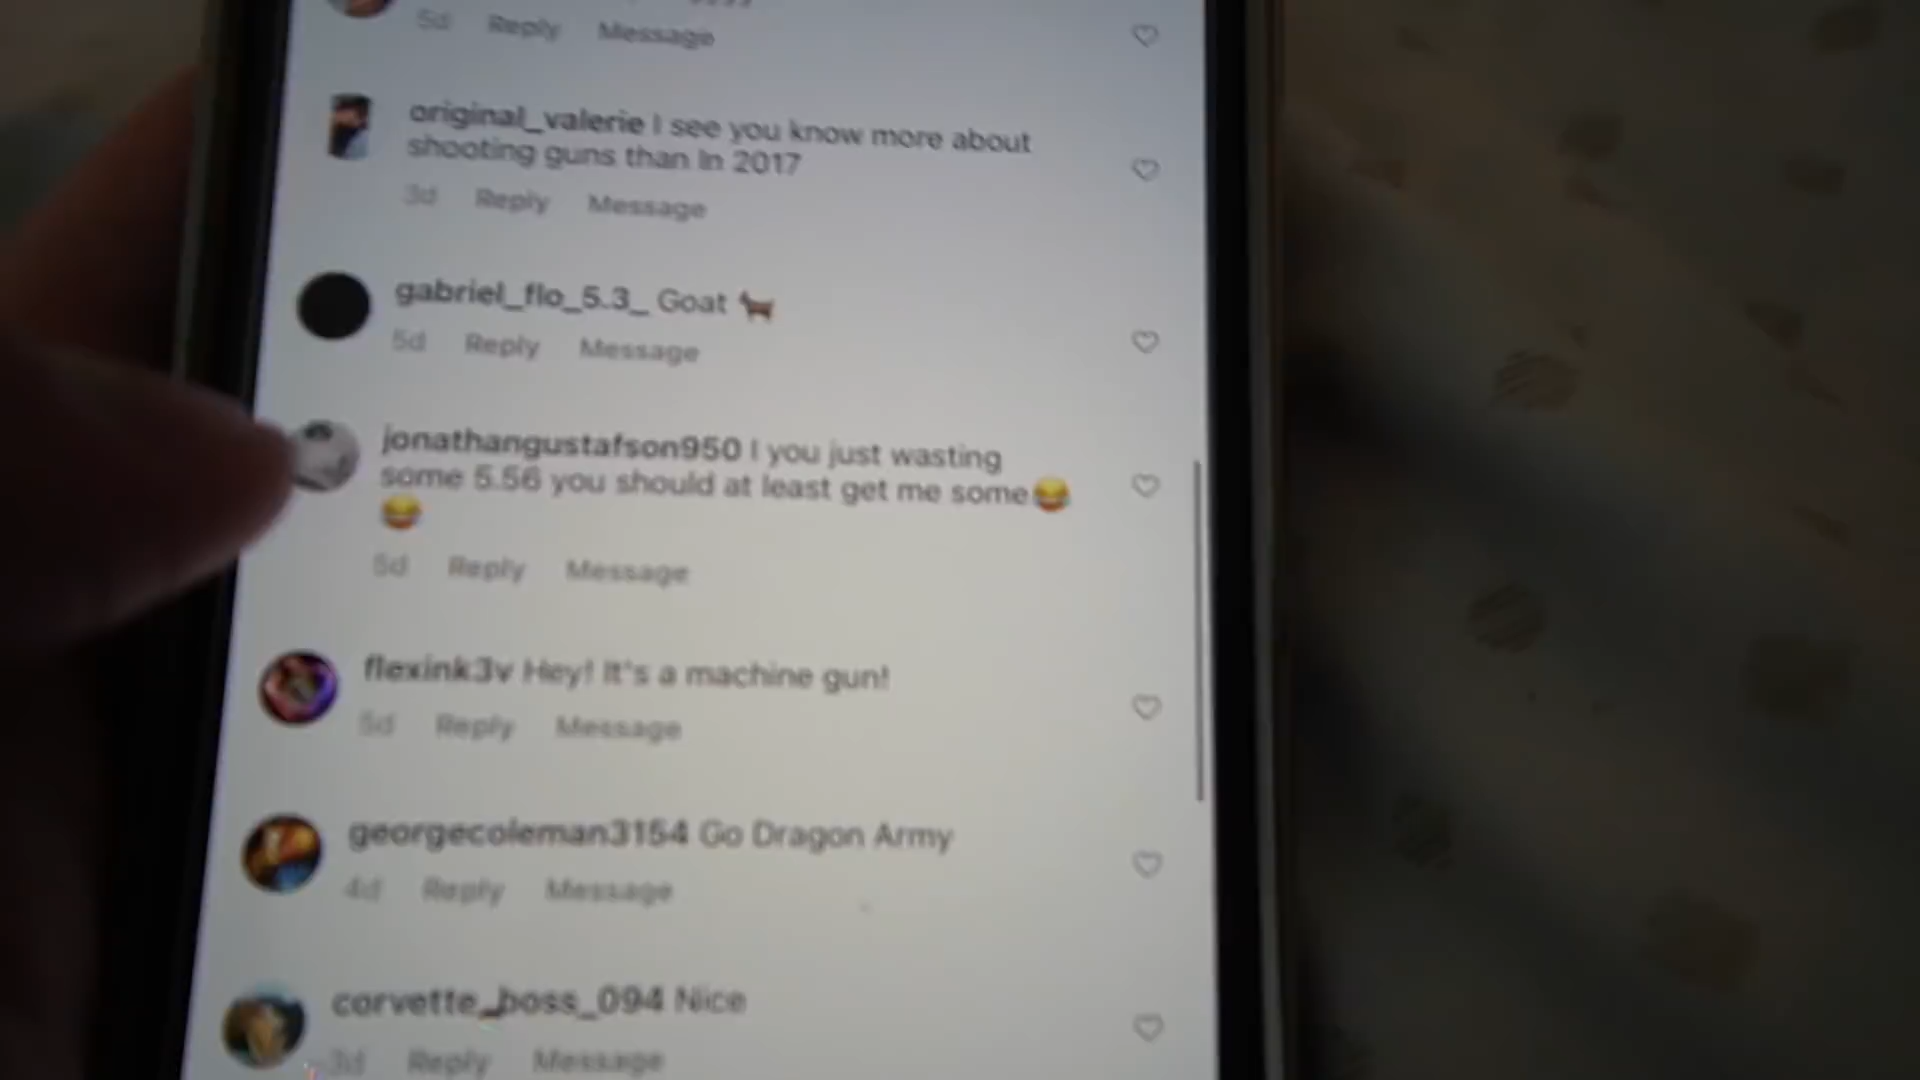 5d Reply Message
original_valerie I see you know more about
shooting guns than In 2017
3d Reply Message
gabriel_flo_5.3_ Goat 🐐
5d Reply Message
jonathangustafson950 I you just wasting
some 5.56 you should at least get me some😂
😂
5d Reply Message
flexink3v Hey! It's a machine gun!
5d Reply Message
georgecoleman3154 Go Dragon Army
4d Reply Message
corvette_boss_094 Nice
3d Reply Message